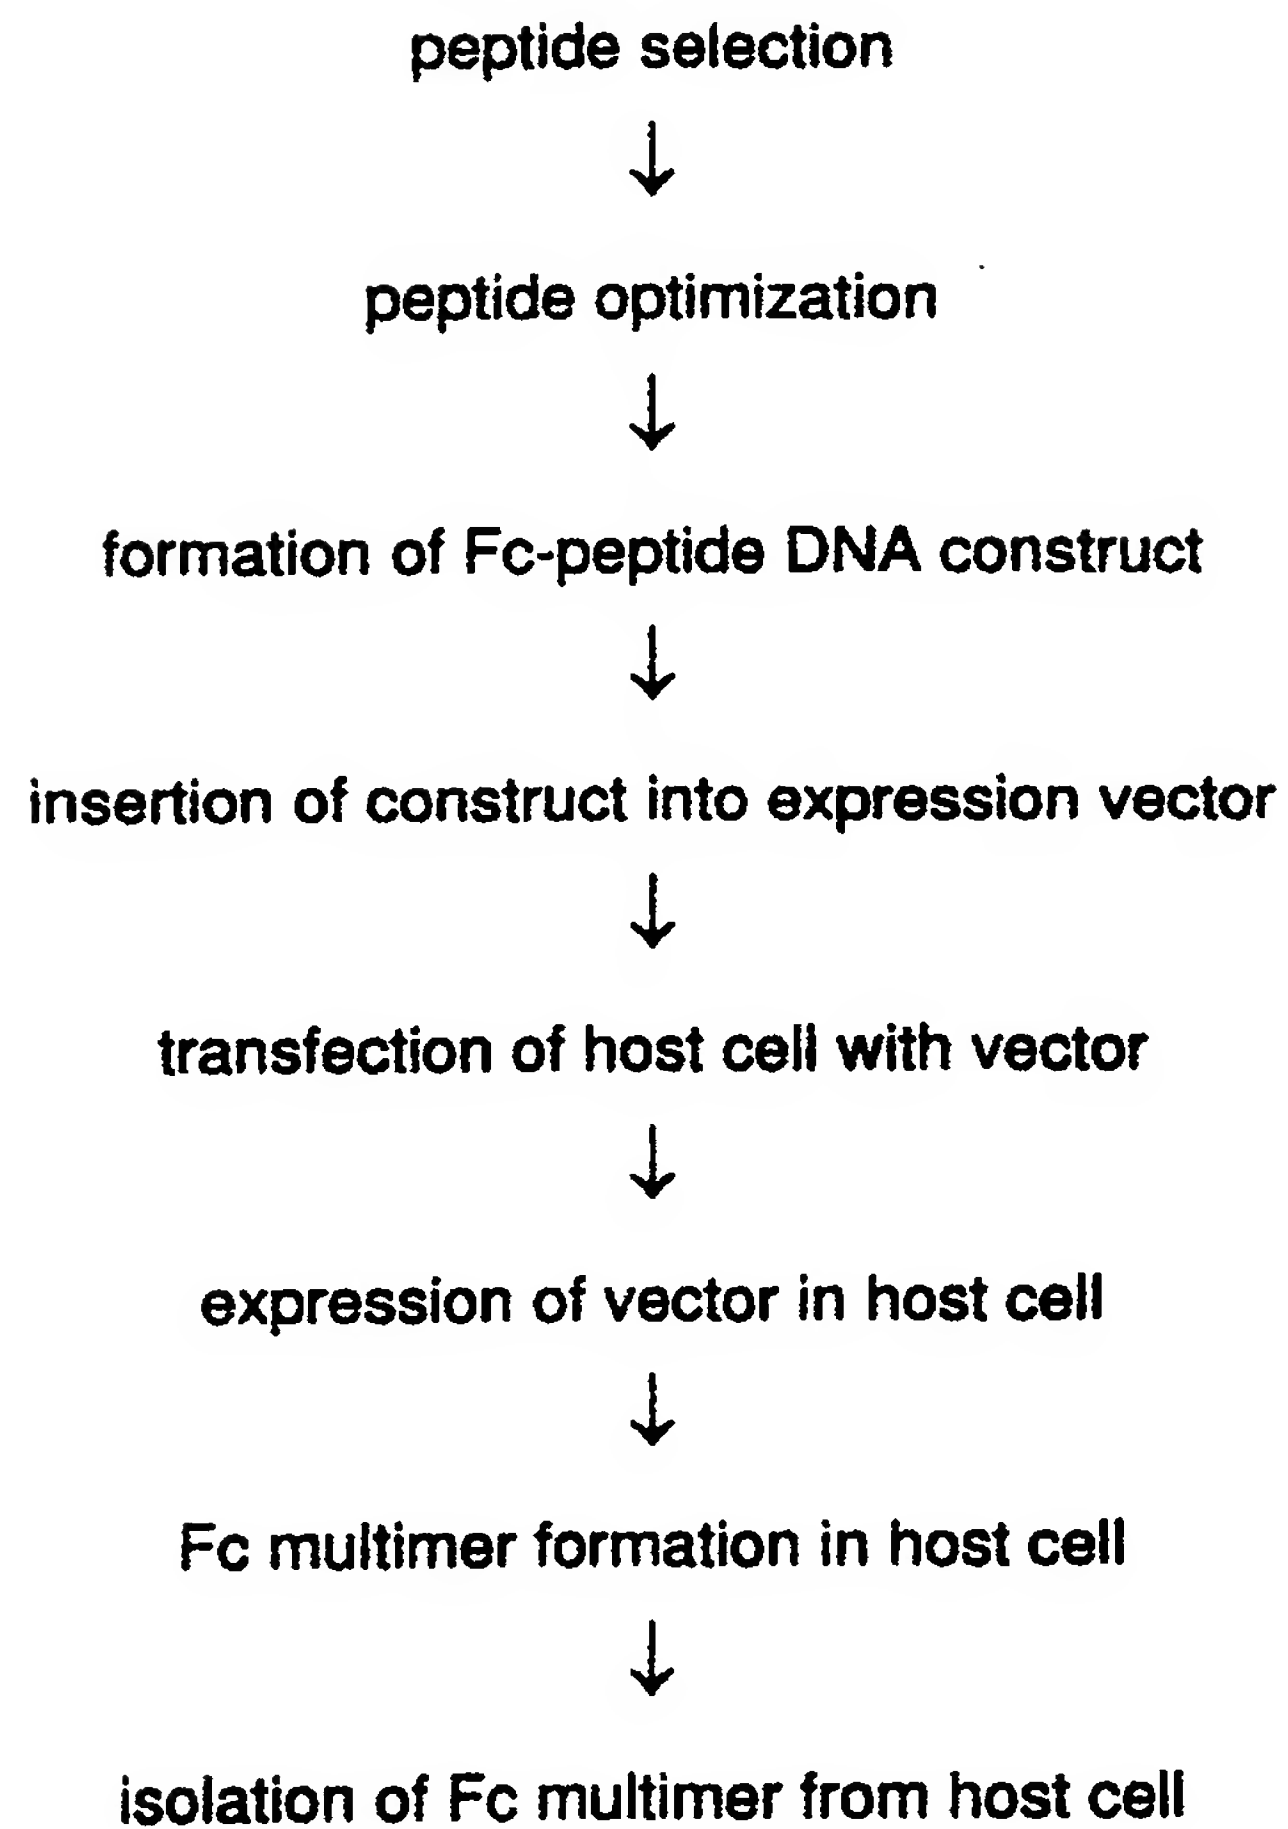 peptide selection
↓
peptide optimization
↓
formation of Fc-peptide DNA construct
↓
insertion of construct into expression vector
↓
transfection of host cell with vector
↓
expression of vector in host cell
↓
Fc multimer formation in host cell
↓
isolation of Fc multimer from host cell